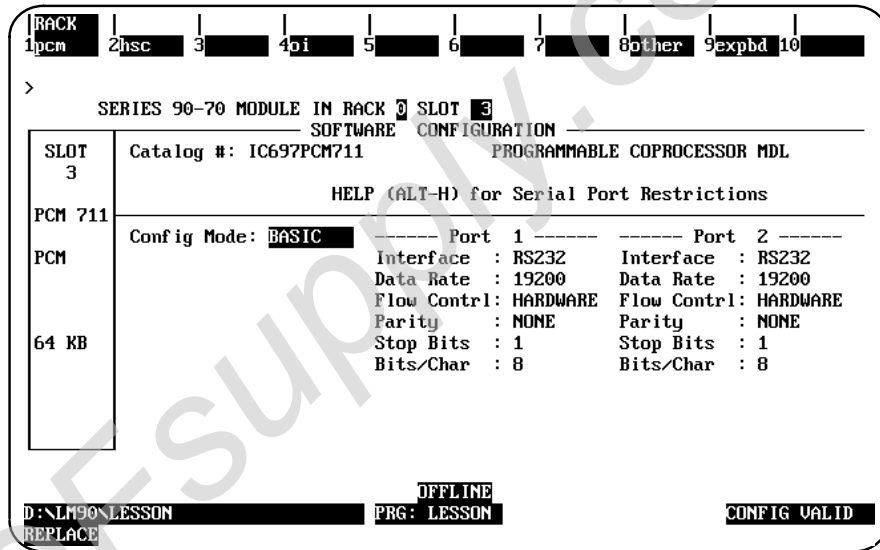 RACK
1pcm 2hsc 3 4oi 5 6 7 8other 9expbd 10
>
SERIES 90-70 MODULE IN RACK 0 SLOT 3
SOFTWARE CONFIGURATION
SLOT Catalog #: IC697PCM711 PROGRAMMABLE COPROCESSOR MDL
3
HELP (ALT-H) for Serial Port Restrictions
PCM 711
Config Mode: BASIC ------ Port 1 ------ ------ Port 2 ------
PCM Interface : RS232 Interface : RS232
Data Rate : 19200 Data Rate : 19200
Flow Contrl: HARDWARE Flow Contrl: HARDWARE
Parity : NONE Parity : NONE
64 KB Stop Bits : 1 Stop Bits : 1
Bits/Char : 8 Bits/Char : 8
OFFLINE
D:\LM90\LESSON PRG: LESSON CONFIG VALID
REPLACE